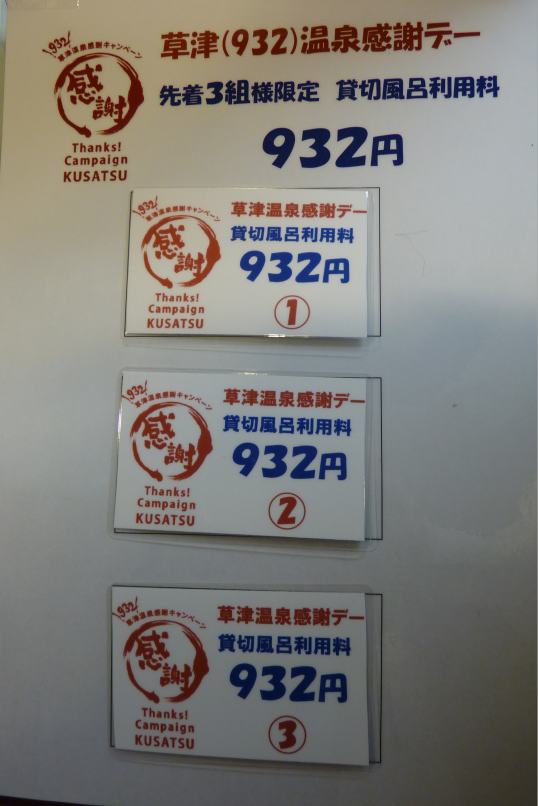 932
草津温泉感謝キャンペーン
感謝
Thanks!
Campaign
KUSATSU
草津(932)温泉感謝デー
先着3組様限定 貸切風呂利用料
932円
932
草津温泉感謝キャンペーン
感謝
Thanks!
Campaign
KUSATSU
草津温泉感謝デー
貸切風呂利用料
932円
1
932
草津温泉感謝キャンペーン
感謝
Thanks!
Campaign
KUSATSU
草津温泉感謝デー
貸切風呂利用料
932円
2
932
草津温泉感謝キャンペーン
感謝
Thanks!
Campaign
KUSATSU
草津温泉感謝デー
貸切風呂利用料
932円
3